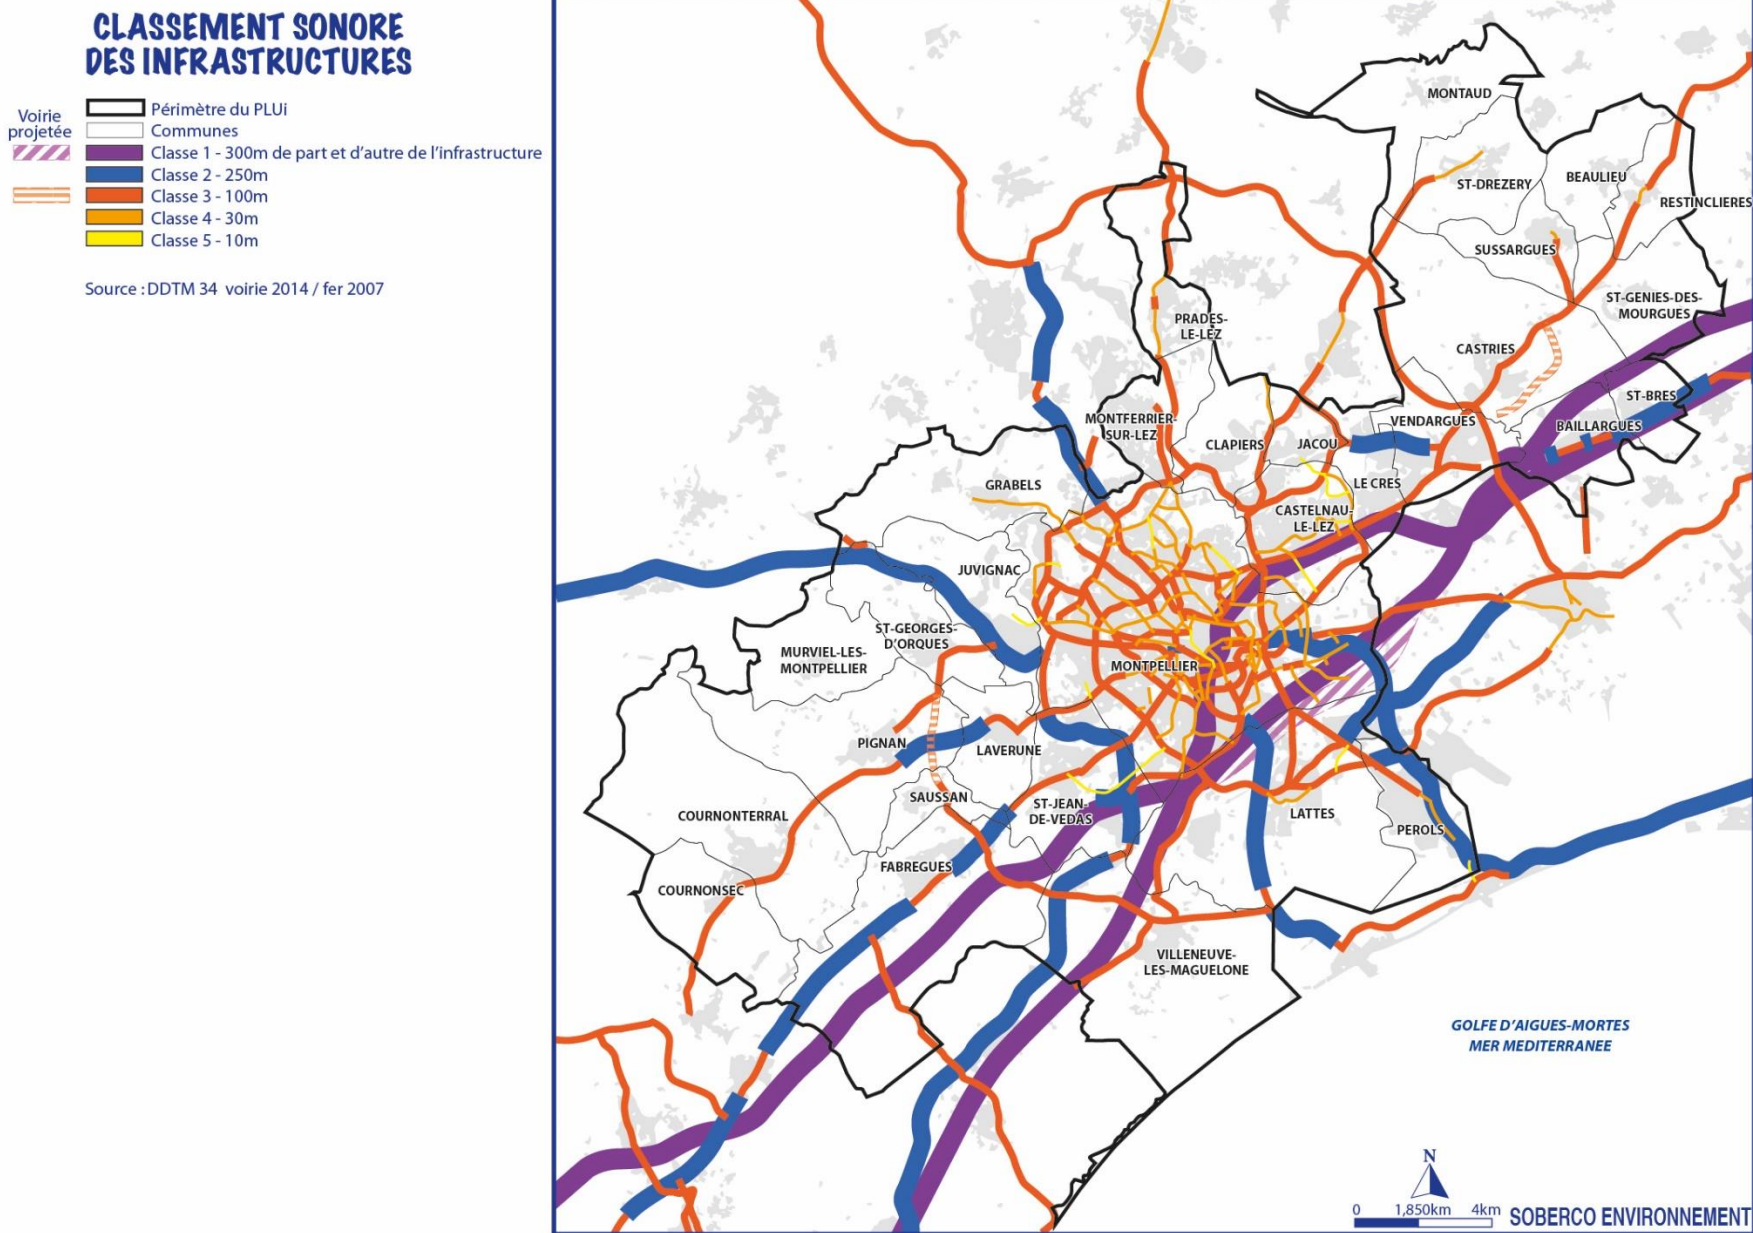 CLASSEMENT SONORE
DES INFRASTRUCTURES
Voirie
projetée
Périmètre du PLUi
Communes
Classe 1 - 300m de part et d'autre de l'infrastructure
Classe 2 - 250m
Classe 3 - 100m
Classe 4 - 30m
Classe 5 - 10m
Source : DDTM 34 voirie 2014 / fer 2007
MONTAUD
ST-DREZERY
BEAULIEU
RESTINCLIERES
SUSSARGUES
ST-GENIES-DES-
MOURGUES
PRADES-
LE-LEZ
CASTRIES
ST-BRES
MONTFERRIER-
SUR-LEZ
CLAPIERS
JACOU
VENDARGUES
BAILLARGUES
GRABELS
LE CRES
CASTELNAU-
LE-LEZ
JUVIGNAC
ST-GEORGES-
D'ORQUES
MURVIEL-LES-
MONTPELLIER
MONTPELLIER
PIGNAN
LAVERUNE
SAUSSAN
ST-JEAN-
DE-VEDAS
COURNONTERRAL
LATTES
PEROLS
FABREGUES
COURNONSEC
VILLENEUVE-
LES-MAGUELONE
GOLFE D'AIGUES-MORTES
MER MEDITERRANEE
N
0 1,850km 4km
SOBERCO ENVIRONNEMENT